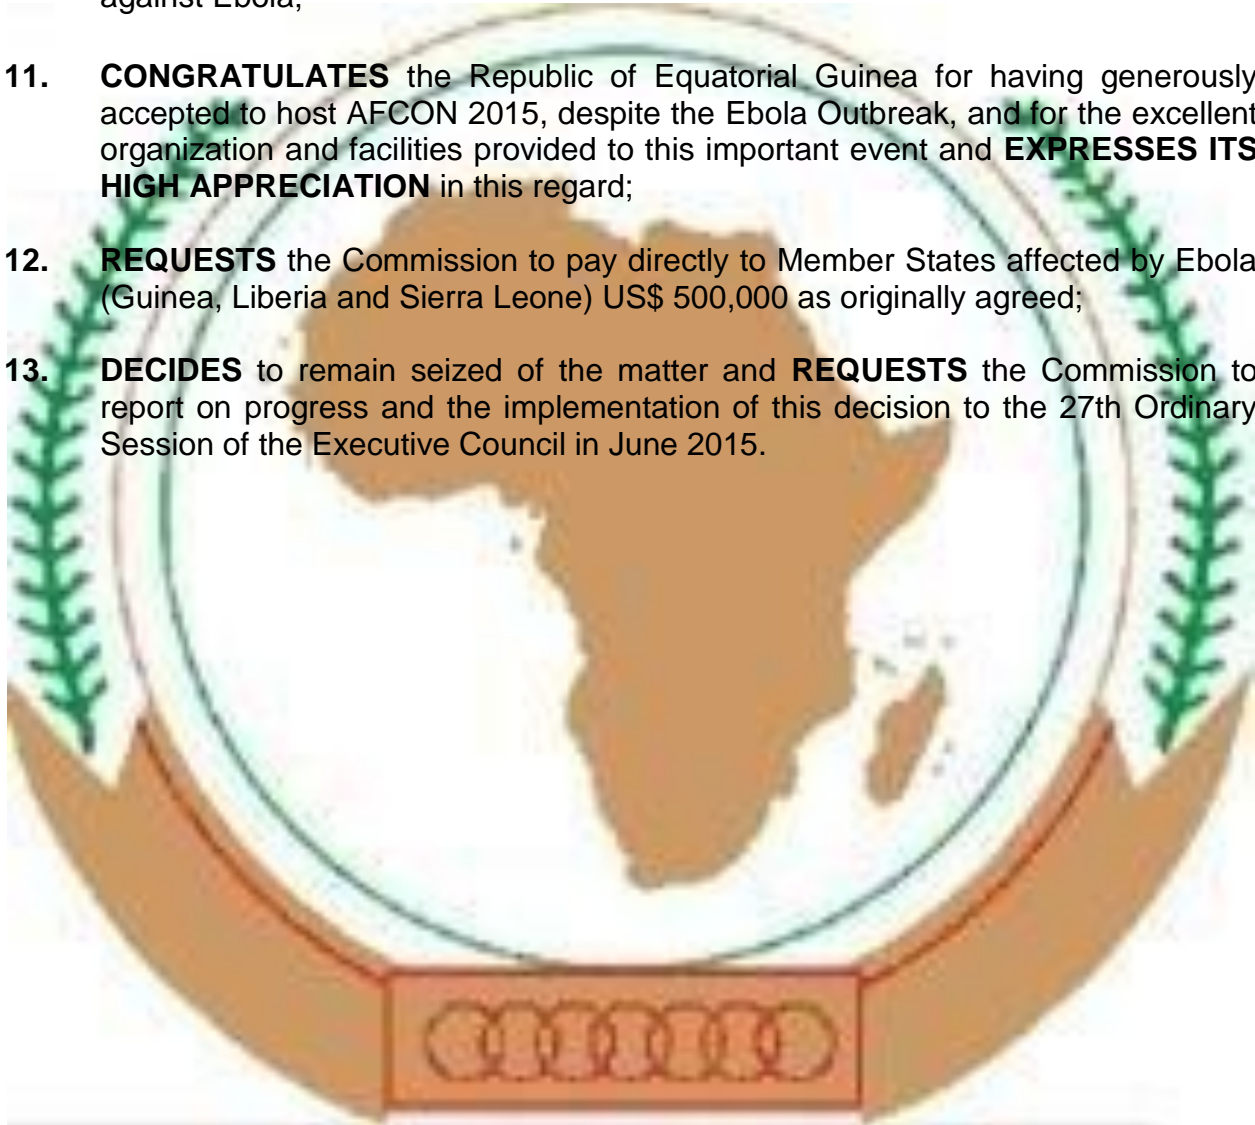 against Ebola;
11. CONGRATULATES the Republic of Equatorial Guinea for having generously
accepted to host AFCON 2015, despite the Ebola Outbreak, and for the excellent
organization and facilities provided to this important event and EXPRESSES ITS
HIGH APPRECIATION in this regard;
12. REQUESTS the Commission to pay directly to Member States affected by Ebola
(Guinea, Liberia and Sierra Leone) US$ 500,000 as originally agreed;
13. DECIDES to remain seized of the matter and REQUESTS the Commission to
report on progress and the implementation of this decision to the 27th Ordinary
Session of the Executive Council in June 2015.